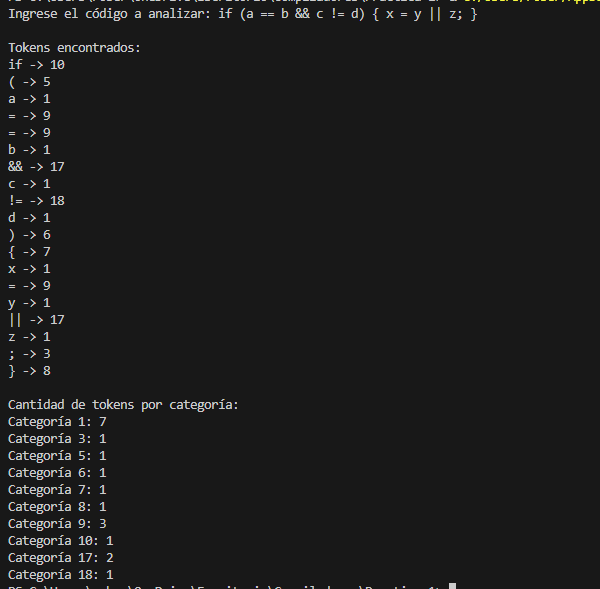 Ingrese el código a analizar: if (a == b && c != d) { x = y || z; }
Tokens encontrados:
if -> 10
( -> 5
a -> 1
= -> 9
= -> 9
b -> 1
&& -> 17
c -> 1
!= -> 18
d -> 1
) -> 6
{ -> 7
x -> 1
= -> 9
y -> 1
|| -> 17
z -> 1
; -> 3
} -> 8
Cantidad de tokens por categoría:
Categoría 1: 7
Categoría 3: 1
Categoría 5: 1
Categoría 6: 1
Categoría 7: 1
Categoría 8: 1
Categoría 9: 3
Categoría 10: 1
Categoría 17: 2
Categoría 18: 1